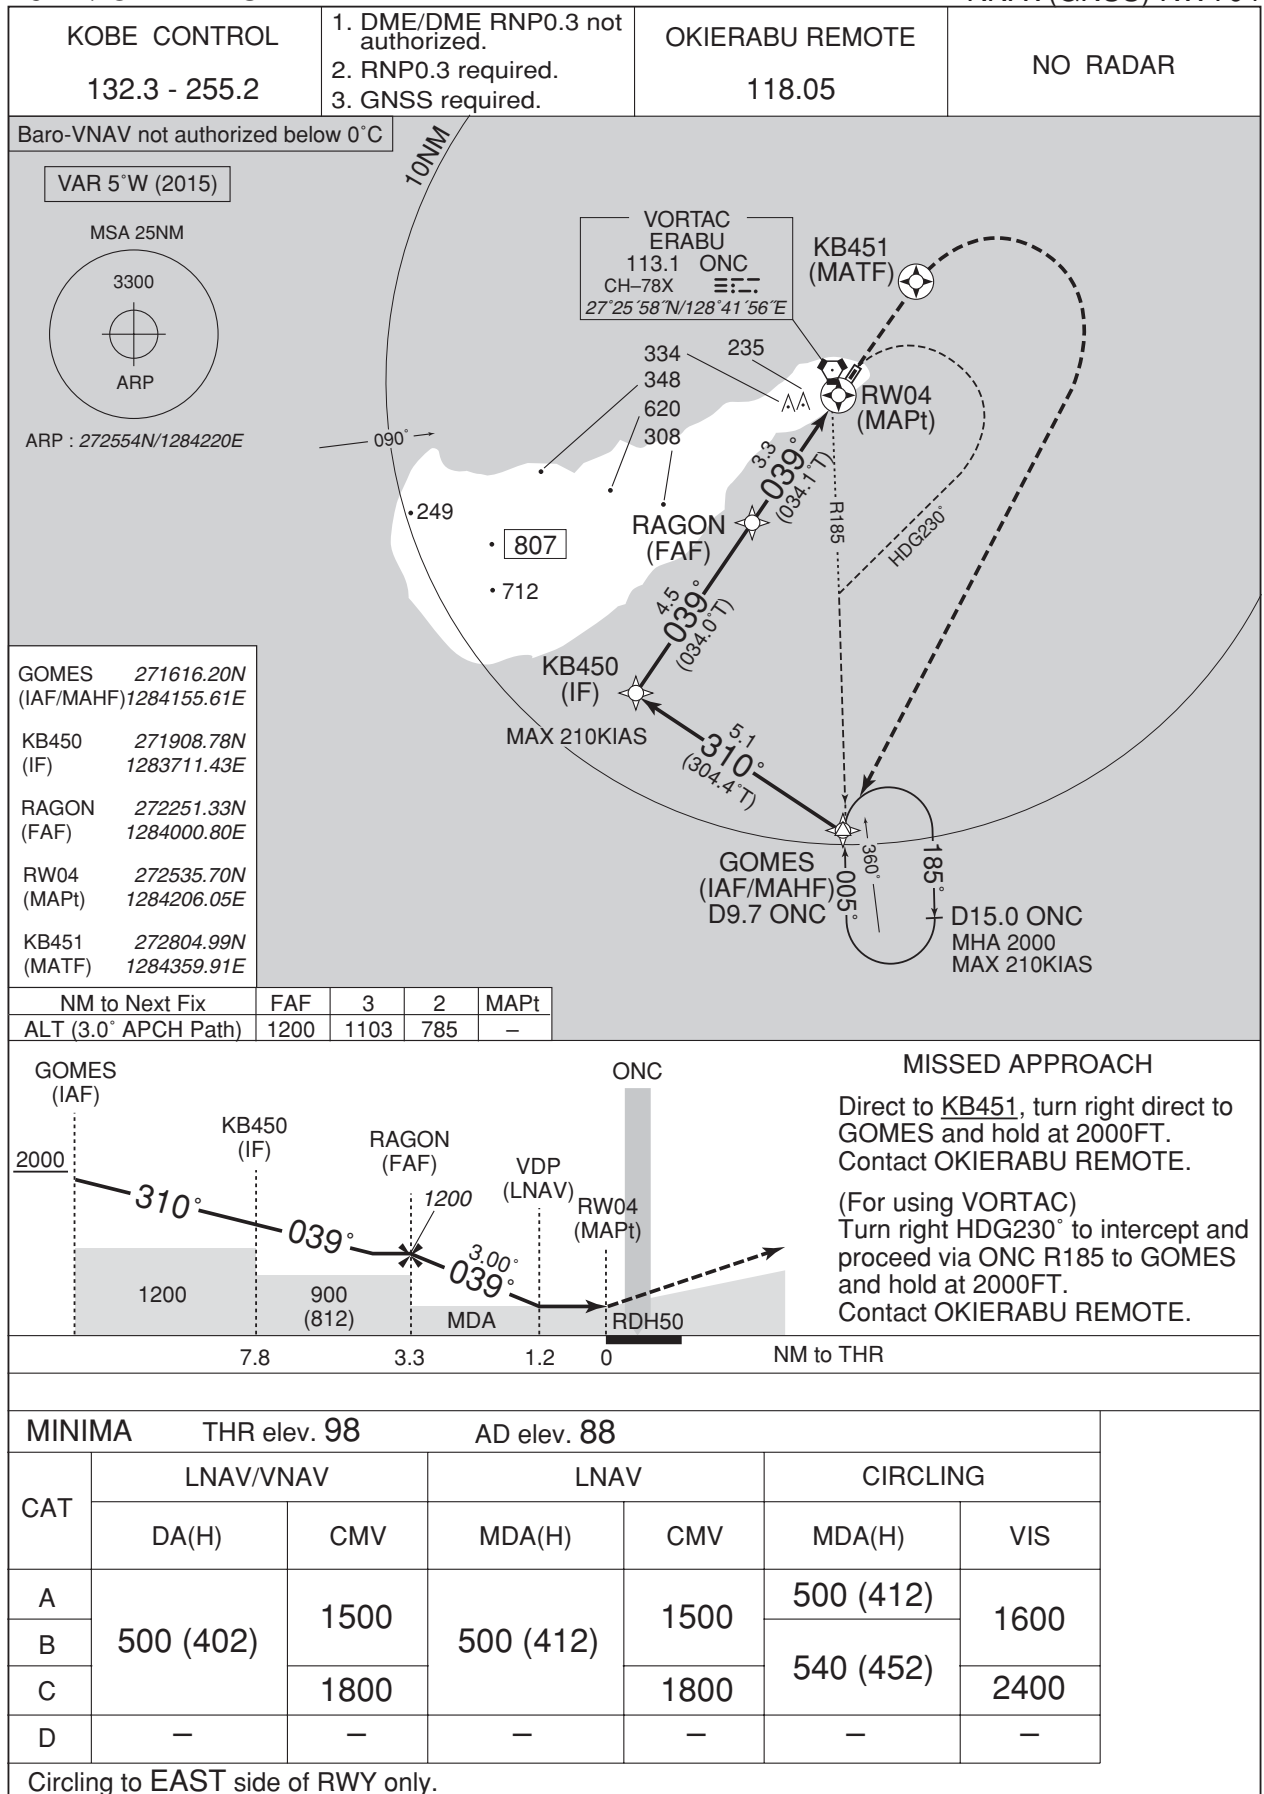 KOBE CONTROL
132.3 - 255.2
1. DME/DME RNP0.3 not
authorized.
2. RNP0.3 required.
3. GNSS required.
OKIERABU REMOTE
118.05
NO RADAR
Baro-VNAV not authorized below 0˚C
VAR 5˚W (2015)
MSA 25NM
3300
ARP
ARP : 272554N/1284220E
10NM
VORTAC
ERABU
113.1 ONC
CH–78X
27˚25´58˝N/128˚41´56˝E
KB451
(MATF)
334
235
348
620
308
RW04
(MAPt)
090˚
3.3
039˚
(034.1˚T)
249
807
712
RAGON
(FAF)
R185
HDG230˚
4.5
039˚
(034.0˚T)
KB450
(IF)
MAX 210KIAS
5.1
310˚
(304.4˚T)
GOMES
(IAF/MAHF)
D9.7 ONC
005˚
360˚
185˚
D15.0 ONC
MHA 2000
MAX 210KIAS
GOMES 271616.20N
(IAF/MAHF) 1284155.61E
KB450 271908.78N
(IF) 1283711.43E
RAGON 272251.33N
(FAF) 1284000.80E
RW04 272535.70N
(MAPt) 1284206.05E
KB451 272804.99N
(MATF) 1284359.91E
NM to Next Fix FAF 3 2 MAPt
ALT (3.0˚ APCH Path) 1200 1103 785 –
GOMES
(IAF)
2000
310˚
KB450
(IF)
039˚
RAGON
(FAF)
1200
3.00˚
039˚
VDP
(LNAV)
RW04
(MAPt)
ONC
1200
900
(812)
MDA
RDH50
7.8 3.3 1.2 0 NM to THR
MISSED APPROACH
Direct to KB451, turn right direct to
GOMES and hold at 2000FT.
Contact OKIERABU REMOTE.
(For using VORTAC)
Turn right HDG230˚ to intercept and
proceed via ONC R185 to GOMES
and hold at 2000FT.
Contact OKIERABU REMOTE.
MINIMA THR elev. 98 AD elev. 88
CAT LNAV/VNAV LNAV CIRCLING
DA(H) CMV MDA(H) CMV MDA(H) VIS
A 500 (402) 1500 500 (412) 1500 500 (412) 1600
B 540 (452)
C 1800 1800 2400
D – – – – – –
Circling to EAST side of RWY only.